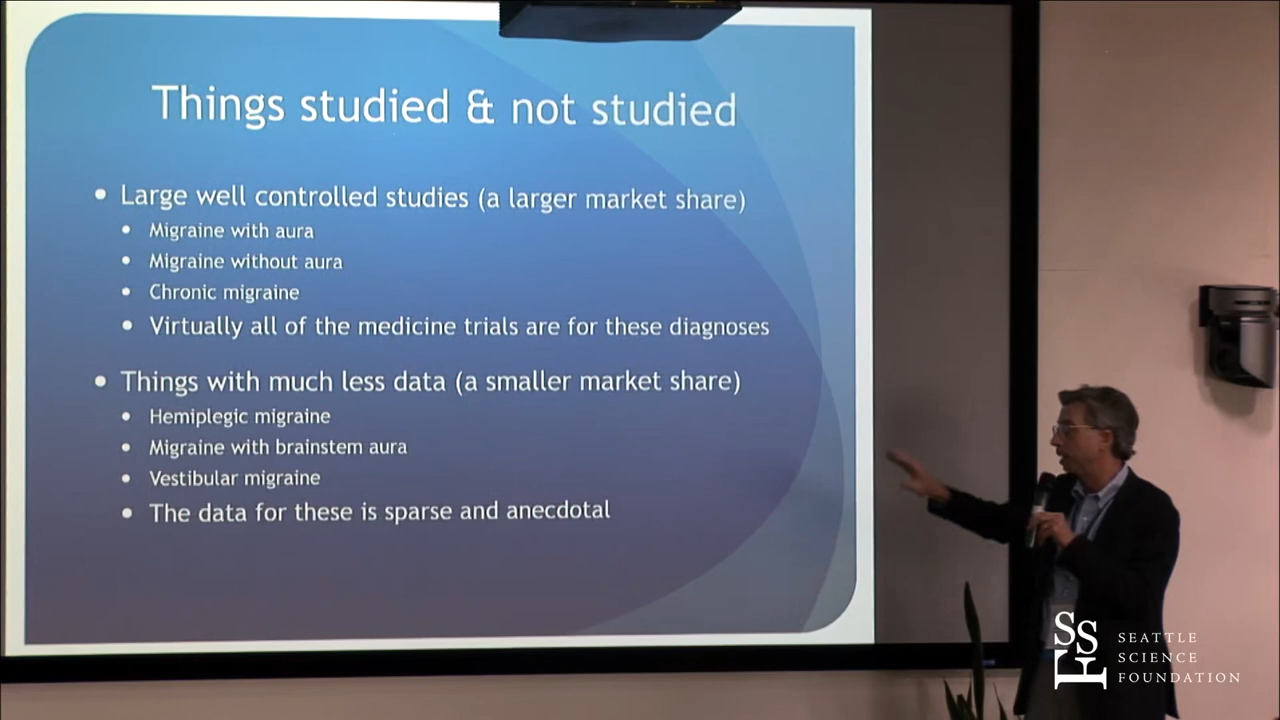 Things studied & not studied
• Large well controlled studies (a larger market share)
• Migraine with aura
• Migraine without aura
• Chronic migraine
• Virtually all of the medicine trials are for these diagnoses
• Things with much less data (a smaller market share)
• Hemiplegic migraine
• Migraine with brainstem aura
• Vestibular migraine
• The data for these is sparse and anecdotal
SSF
SEATTLE
SCIENCE
FOUNDATION